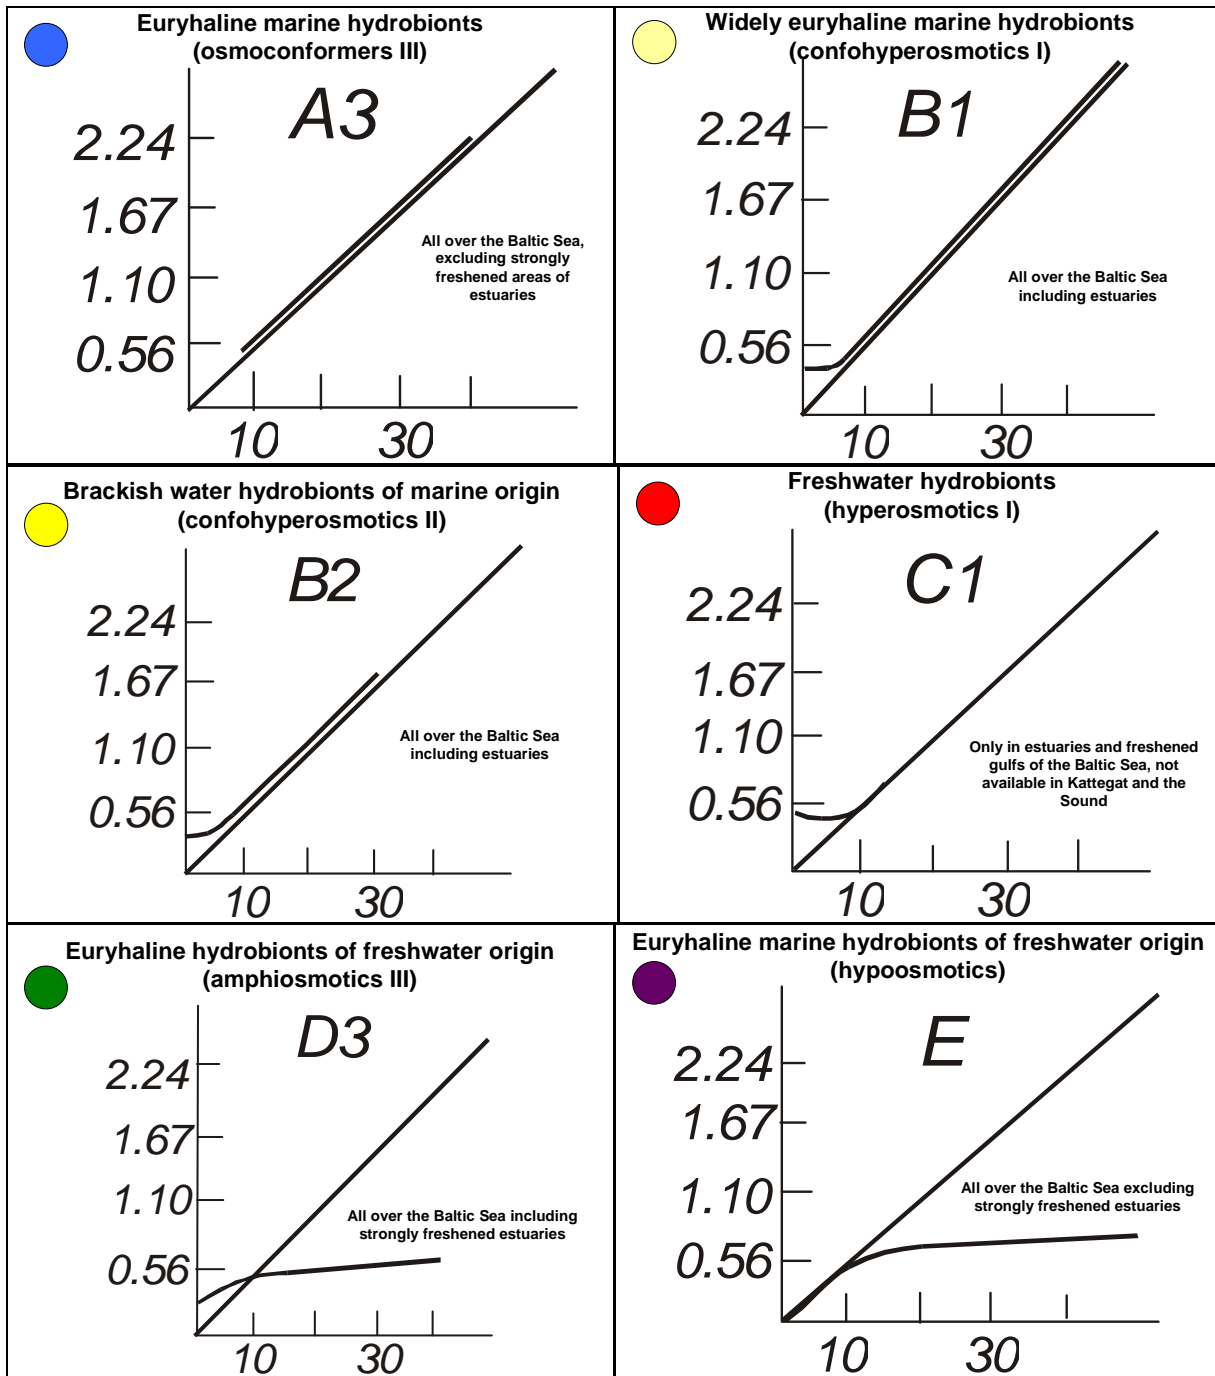 Euryhaline marine hydrobionts
(osmoconformers III)
A3
2.24
1.67
1.10
0.56
10
30
All over the Baltic Sea,
excluding strongly
freshened areas of
estuaries
Widely euryhaline marine hydrobionts
(confohyperosmotics I)
B1
2.24
1.67
1.10
0.56
10
30
All over the Baltic Sea
including estuaries
Brackish water hydrobionts of marine origin
(confohyperosmotics II)
B2
2.24
1.67
1.10
0.56
10
30
All over the Baltic Sea
including estuaries
Freshwater hydrobionts
(hyperosmotics I)
C1
2.24
1.67
1.10
0.56
10
30
Only in estuaries and freshened
gulfs of the Baltic Sea, not
available in Kattegat and the
Sound
Euryhaline hydrobionts of freshwater origin
(amphiosmotics III)
D3
2.24
1.67
1.10
0.56
10
30
All over the Baltic Sea including
strongly freshened estuaries
Euryhaline marine hydrobionts of freshwater origin
(hypoosmotics)
E
2.24
1.67
1.10
0.56
10
30
All over the Baltic Sea excluding
strongly freshened estuaries